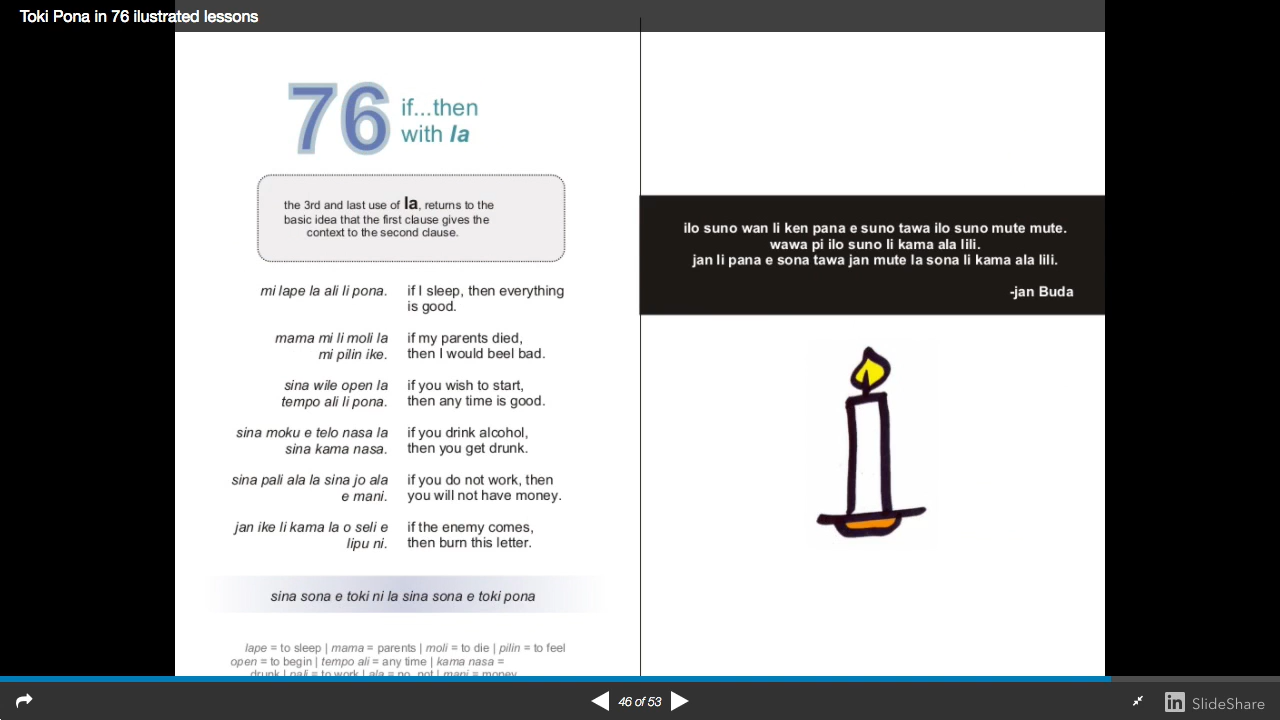 Toki Pona in 76 ilustrated lessons
76
if...then
with la
the 3rd and last use of la, returns to the
basic idea that the first clause gives the
context to the second clause.
mi lape la ali li pona.
if I sleep, then everything
is good.
mama mi li moli la
mi pilin ike.
if my parents died,
then I would beel bad.
sina wile open la
tempo ali li pona.
if you wish to start,
then any time is good.
sina moku e telo nasa la
sina kama nasa.
if you drink alcohol,
then you get drunk.
sina pali ala la sina jo ala
e mani.
if you do not work, then
you will not have money.
jan ike li kama la o seli e
lipu ni.
if the enemy comes,
then burn this letter.
sina sona e toki ni la sina sona e toki pona
lape = to sleep | mama = parents | moli = to die | pilin = to feel
open = to begin | tempo ali = any time | kama nasa =
drunk | pali = to work | ala = no, not | mani = money
ilo suno wan li ken pana e suno tawa ilo suno mute mute.
wawa pi ilo suno li kama ala lili.
jan li pana e sona tawa jan mute la sona li kama ala lili.
-jan Buda
46 of 53
in SlideShare